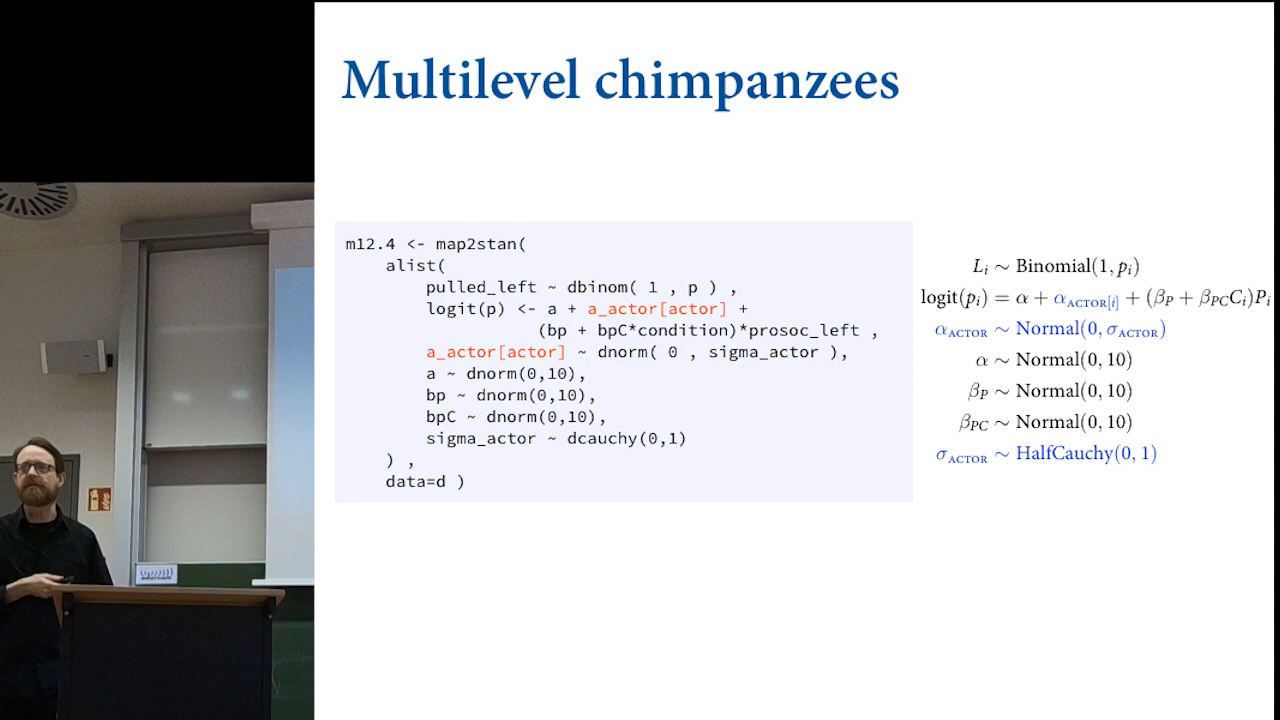 Multilevel chimpanzees
m12.4 <- map2stan(
alist(
pulled_left ~ dbinom( 1 , p ) ,
logit(p) <- a + a_actor[actor] +
(bp + bpC*condition)*prosoc_left ,
a_actor[actor] ~ dnorm( 0 , sigma_actor ),
a ~ dnorm(0,10),
bp ~ dnorm(0,10),
bpC ~ dnorm(0,10),
sigma_actor ~ dcauchy(0,1)
) ,
data=d )
Lᵢ ∼ Binomial(1, pᵢ)
logit(pᵢ) = α + α_ACTOR[i] + (β_P + β_PC Cᵢ)Pᵢ
α_ACTOR ∼ Normal(0, σ_ACTOR)
α ∼ Normal(0, 10)
β_P ∼ Normal(0, 10)
β_PC ∼ Normal(0, 10)
σ_ACTOR ∼ HalfCauchy(0, 1)